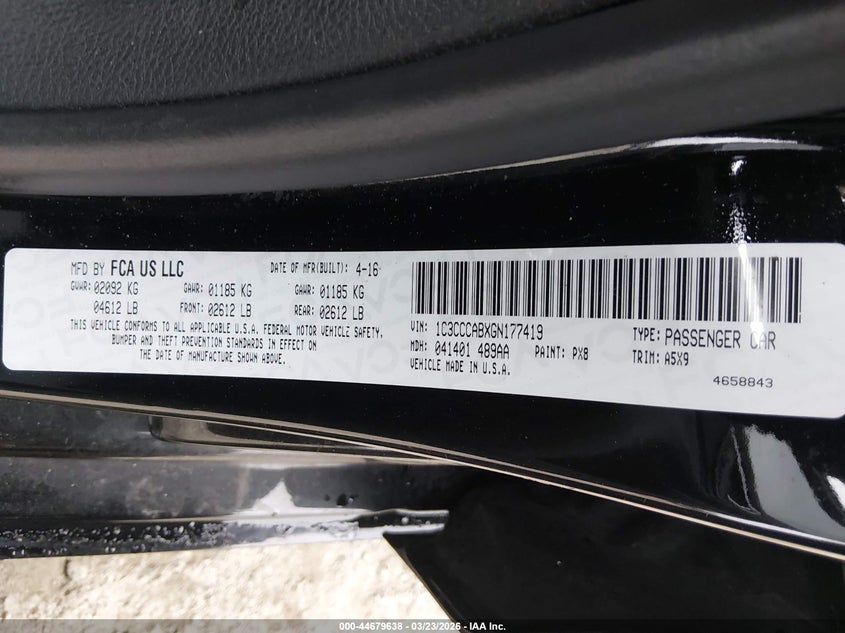 MFD BY FCA US LLC DATE OF MFR(BUILT): 4-16
GVWR: 02092 KG GAWR: 01185 KG GAWR: 01185 KG
04612 LB FRONT: 02612 LB REAR: 02612 LB
THIS VEHICLE CONFORMS TO ALL APPLICABLE U.S.A. FEDERAL MOTOR VEHICLE SAFETY,
BUMPER AND THEFT PREVENTION STANDARDS IN EFFECT ON
THE DATE OF MANUFACTURE SHOWN ABOVE.
VIN: 1C3CCCABXGN177419 TYPE: PASSENGER CAR
MDH: 041401 489AA PAINT: PX8 TRIM: A5X9
VEHICLE MADE IN U.S.A.
4658843
000-44679638 - 03/23/2026 - IAA Inc.